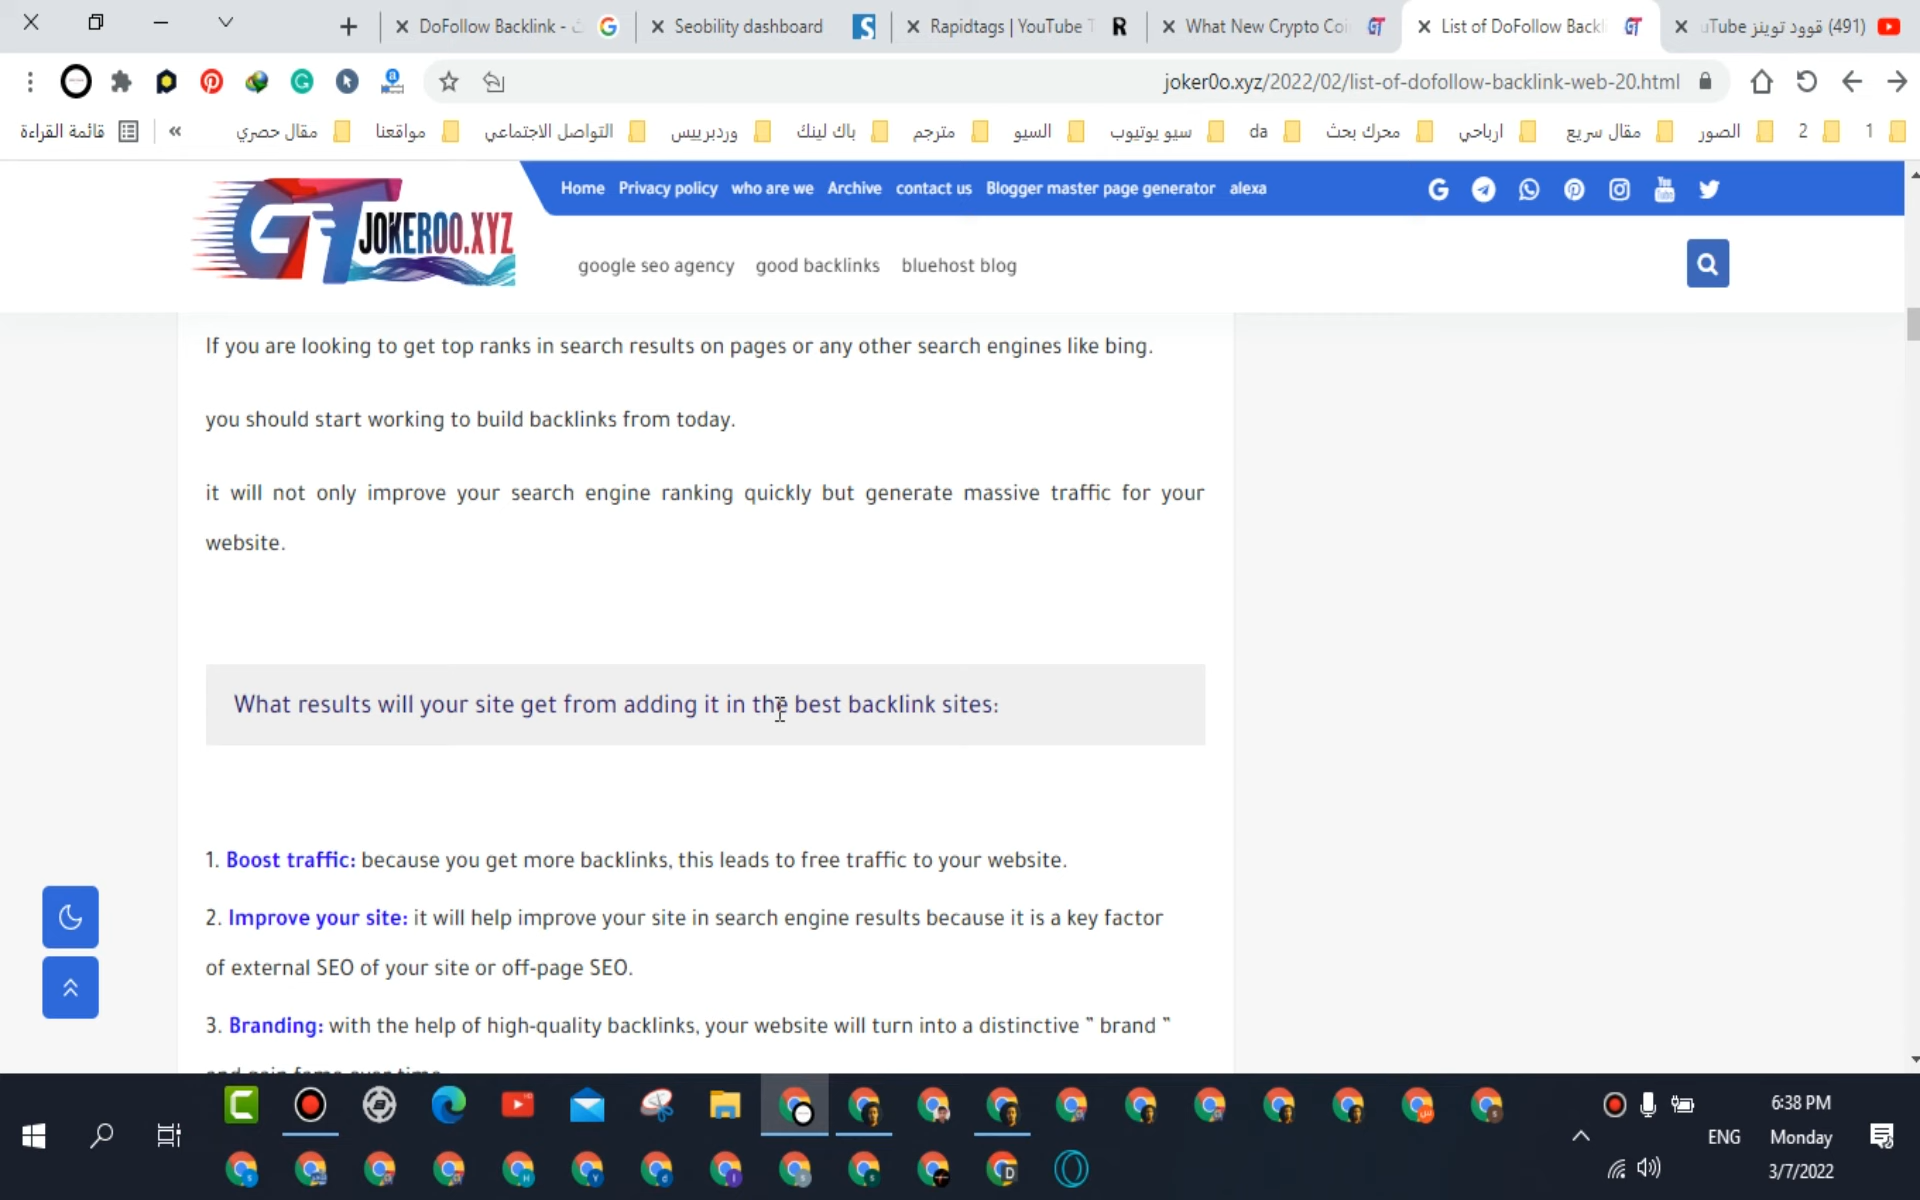 DoFollow Backlink -
Seobility dashboard
Rapidtags | YouTube T
What New Crypto Coi
List of DoFollow Backl
(491) قوود توينز uTube
joker0o.xyz/2022/02/list-of-dofollow-backlink-web-20.html
1
2
الصور
مقال سريع
ارباحي
محرك بحث
da
سيو يوتيوب
السيو
مترجم
باك لينك
وردبرييس
التواصل الاجتماعي
مواقعنا
مقال حصري
قائمة القراءة
GT JOKEROO.XYZ
Home Privacy policy who are we Archive contact us Blogger master page generator alexa
google seo agency good backlinks bluehost blog
If you are looking to get top ranks in search results on pages or any other search engines like bing.
you should start working to build backlinks from today.
it will not only improve your search engine ranking quickly but generate massive traffic for your
website.
What results will your site get from adding it in the best backlink sites:
1. Boost traffic: because you get more backlinks, this leads to free traffic to your website.
2. Improve your site: it will help improve your site in search engine results because it is a key factor
of external SEO of your site or off-page SEO.
3. Branding: with the help of high-quality backlinks, your website will turn into a distinctive " brand "
and gain fame over time.
6:38 PM
ENG Monday
3/7/2022